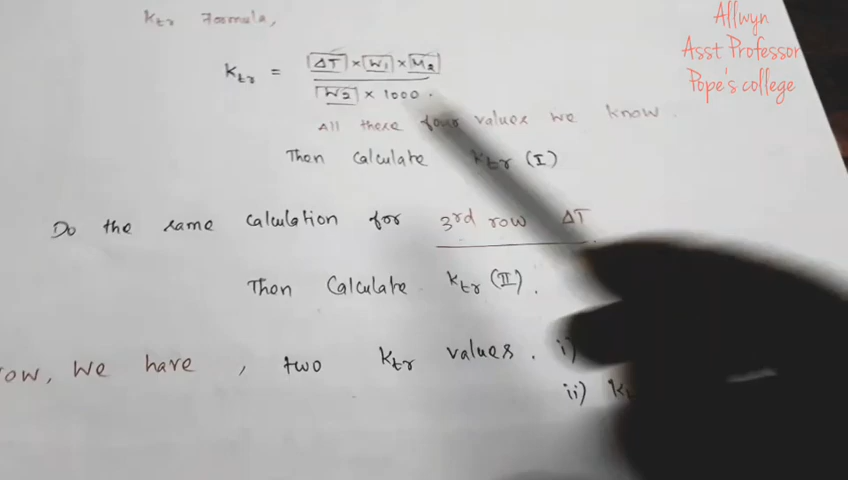 Ktr Formula,
Ktr = ΔT × W1 × M2
W2 × 1000.
All these four values we know.
Then Calculate Ktr (I)
Do the same calculation for 3rd row ΔT.
Then Calculate Ktr (II).
we have, two Ktr values. i)
ii)
Allwyn
Asst Professor
Pope's college